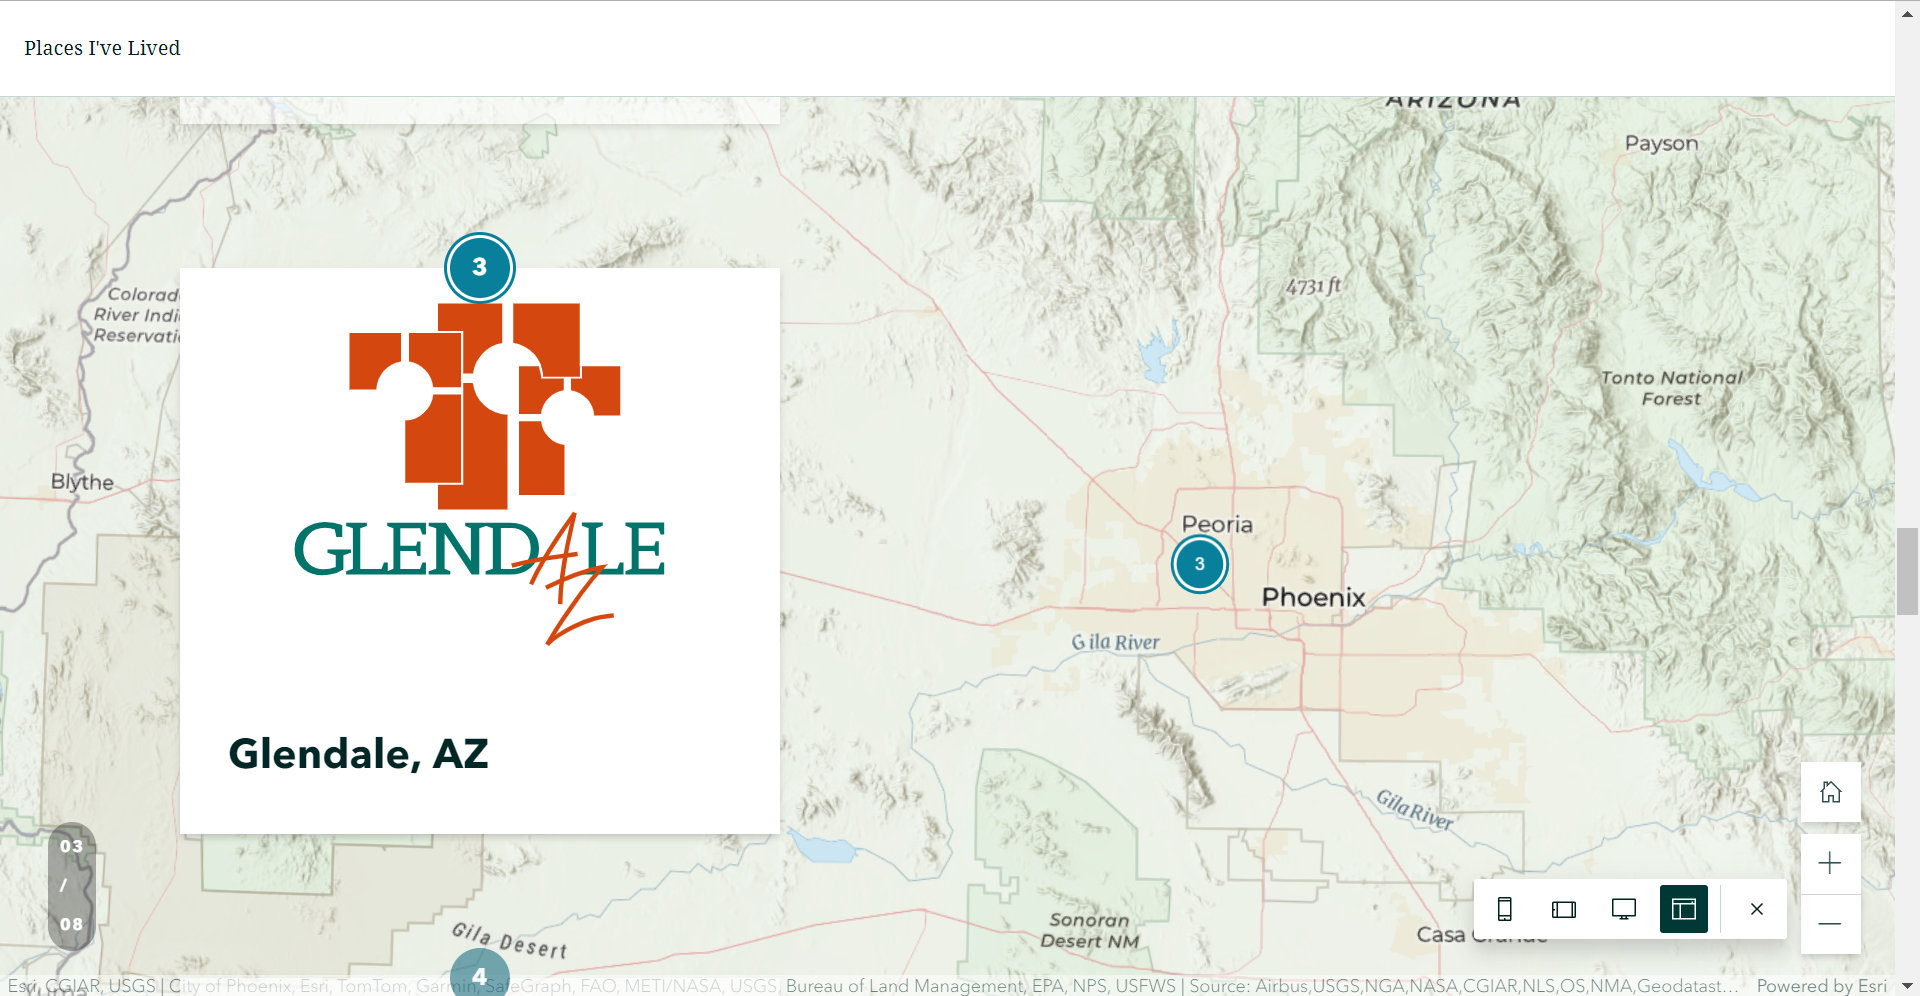 Places I've Lived
ARIZONA
Payson
3
Colorad
River Indi
Reservati
4731 ft
Tonto National
Forest
Blythe
GLENDALE
AZ
Peoria
3
Phoenix
Gila River
Glendale, AZ
Gila River
03
/
08
Gila Desert
Sonoran
Desert NM
Casa Grande
4
Yuma
Esri, CGIAR, USGS | City of Phoenix, Esri, TomTom, Garmin, SafeGraph, FAO, METI/NASA, USGS, Bureau of Land Management, EPA, NPS, USFWS | Source: Airbus,USGS,NGA,NASA,CGIAR,NLS,OS,NMA,Geodatast...
Powered by Esri